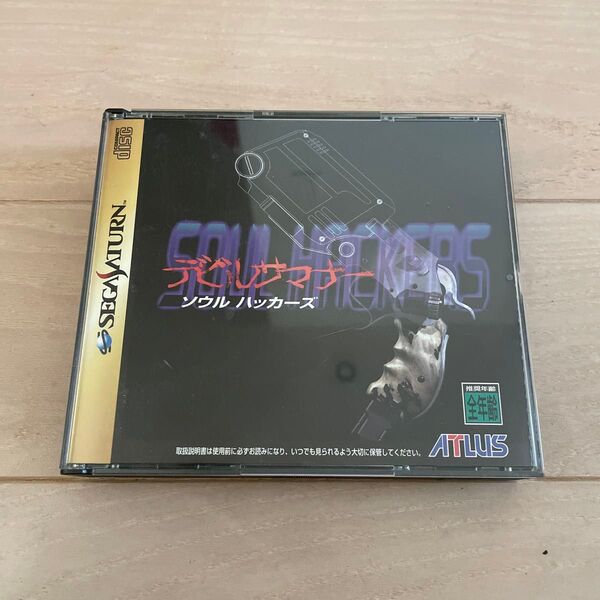 COMPACT
disc
SEGA SATURN™
SOUL HACKERS
デビルサマナー
ソウル ハッカーズ
推奨年齢
全年齢
ATLUS
取扱説明書は使用前に必ずお読みになり、いつでも見られるよう大切に保管してください。